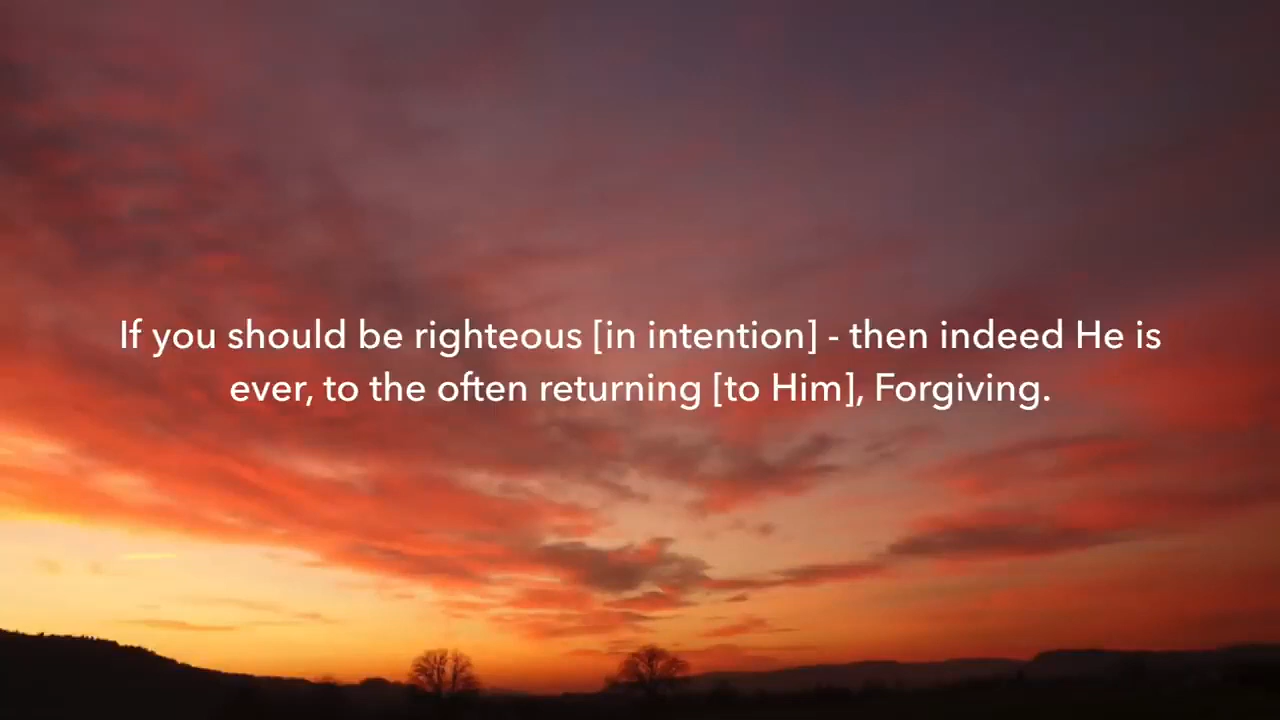 If you should be righteous [in intention] - then indeed He is
ever, to the often returning [to Him], Forgiving.